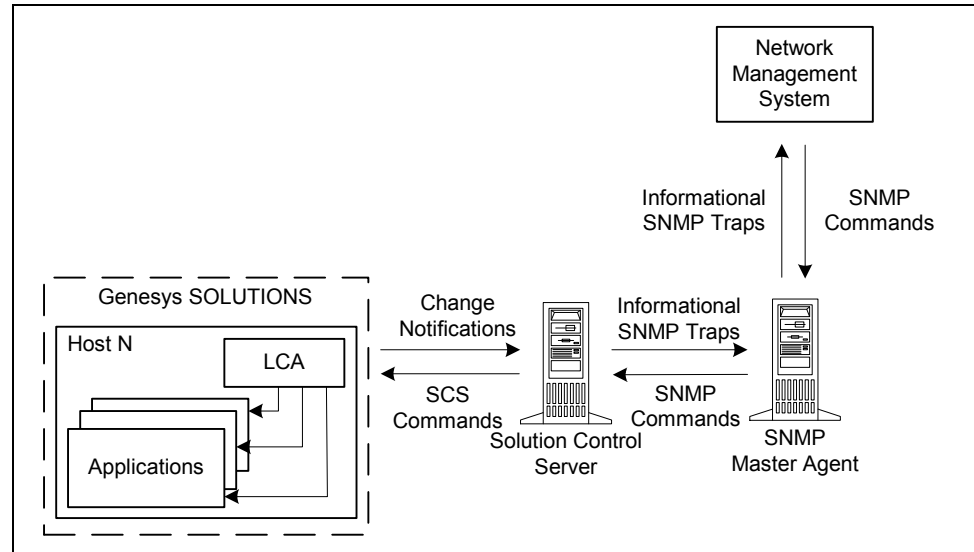 Network
Management
System
Informational
SNMP Traps
SNMP
Commands
Genesys SOLUTIONS
Host N
LCA
Applications
Change
Notifications
SCS
Commands
Solution Control
Server
Informational
SNMP Traps
SNMP
Commands
SNMP
Master Agent